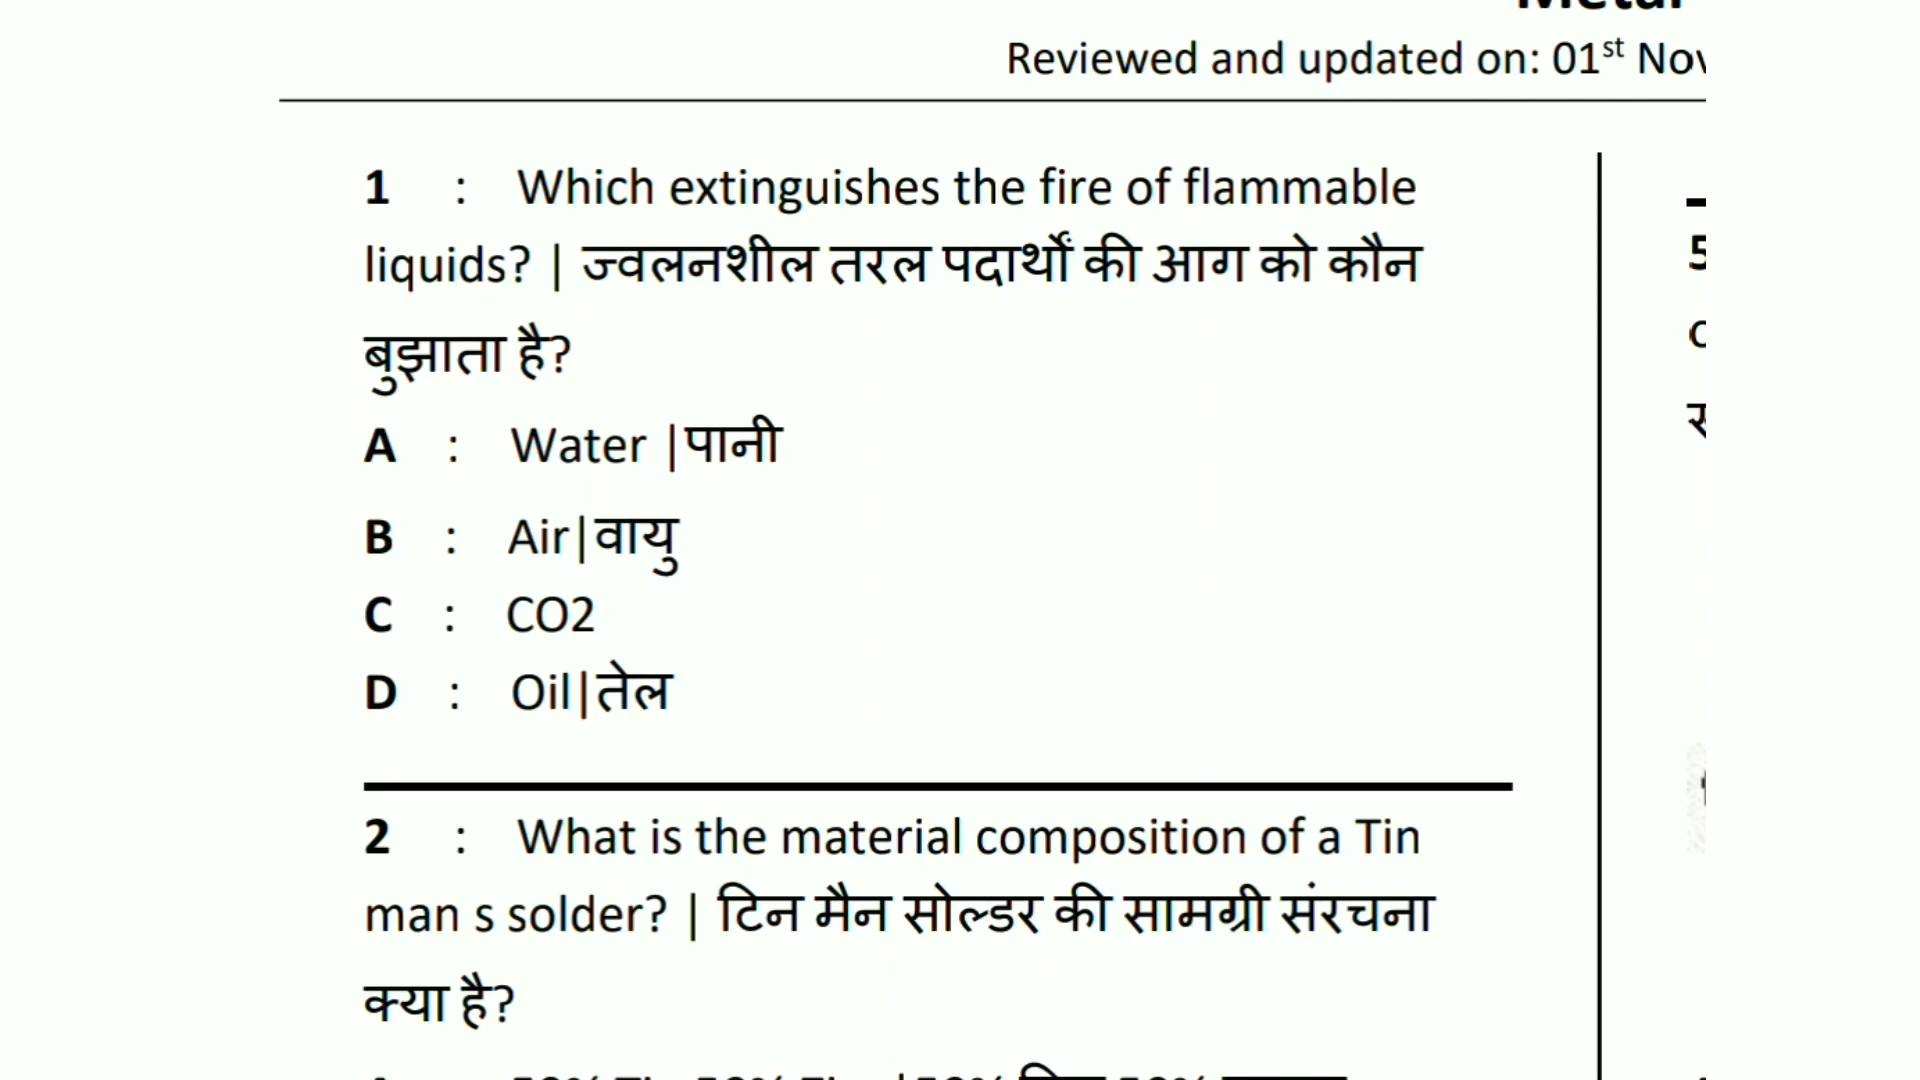 Reviewed and updated on: 01st Nov
1 : Which extinguishes the fire of flammable
liquids? | ज्वलनशील तरल पदार्थों की आग को कौन
बुझाता है?
A : Water |पानी
B : Air|वायु
C : CO2
D : Oil|तेल
2 : What is the material composition of a Tin
man s solder? | टिन मैन सोल्डर की सामग्री संरचना
क्या है?
5